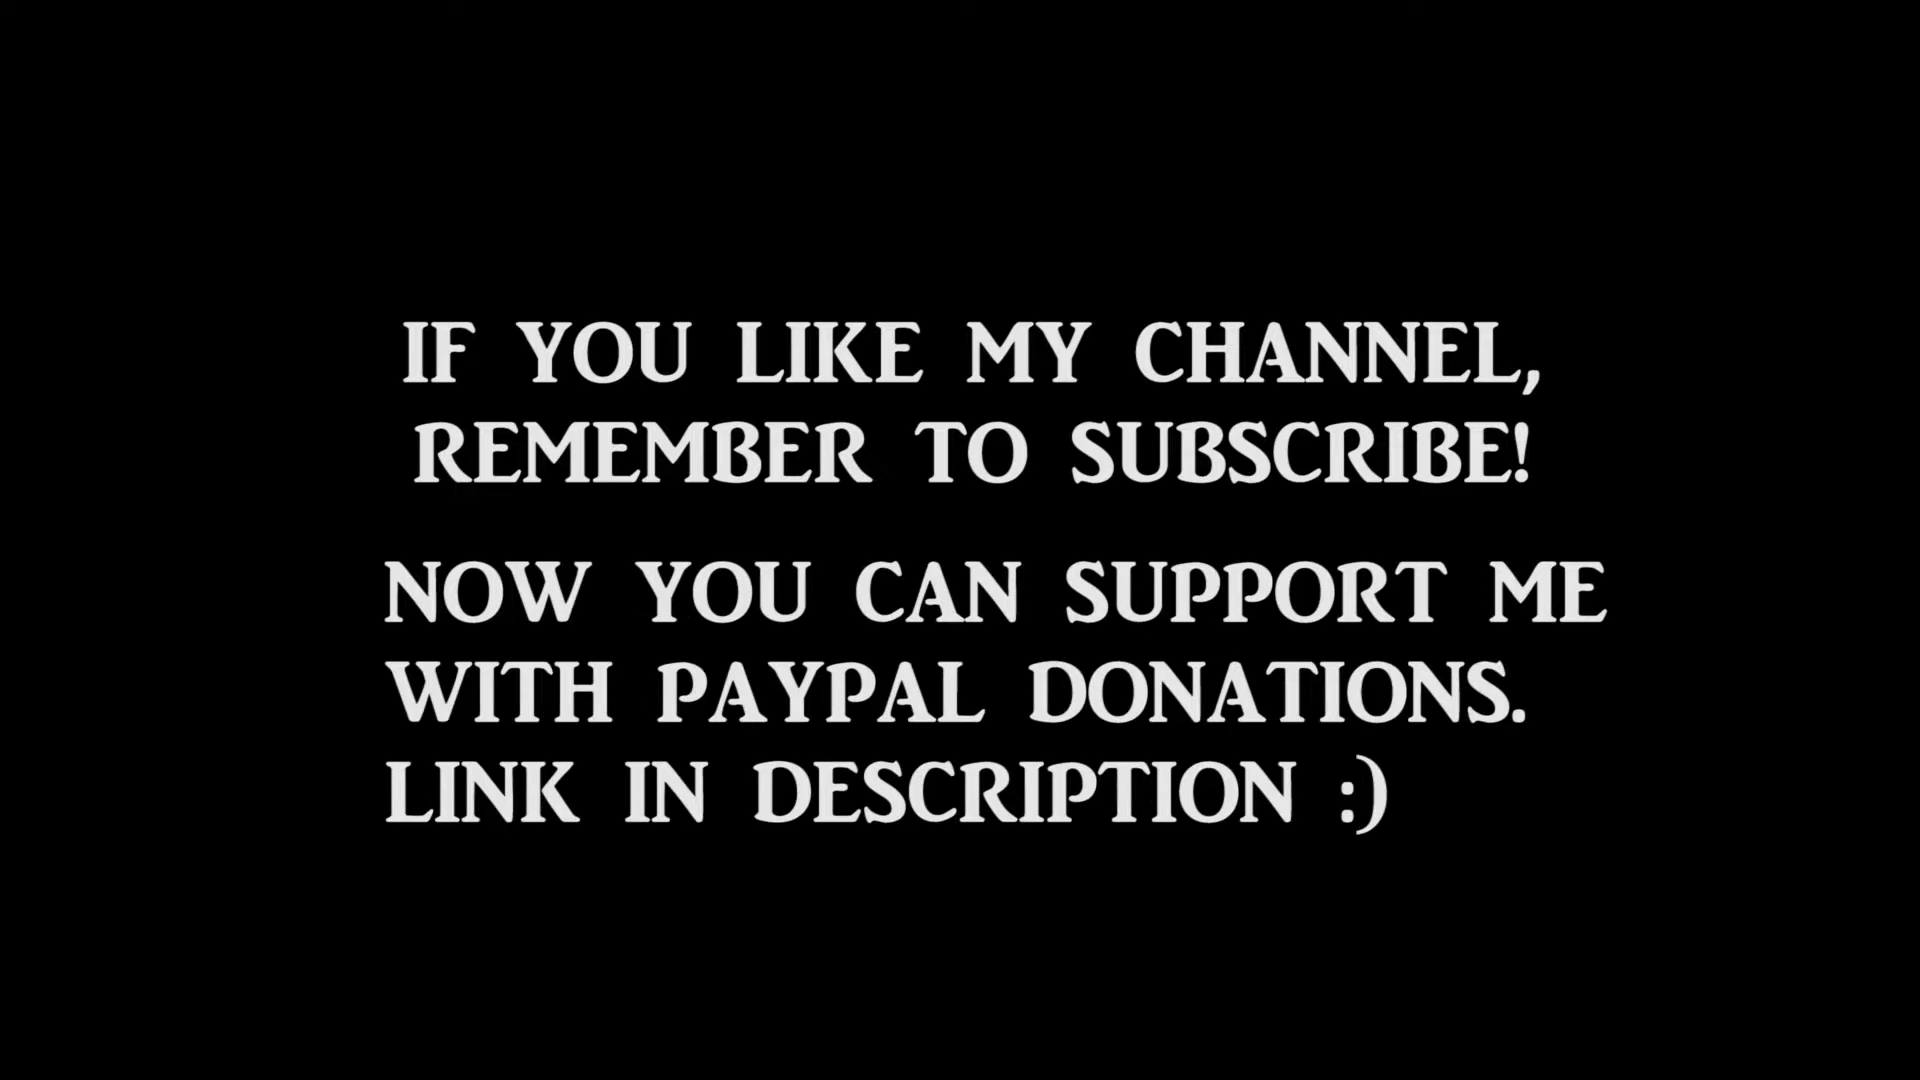 IF YOU LIKE MY CHANNEL,
REMEMBER TO SUBSCRIBE!
NOW YOU CAN SUPPORT ME
WITH PAYPAL DONATIONS.
LINK IN DESCRIPTION :)